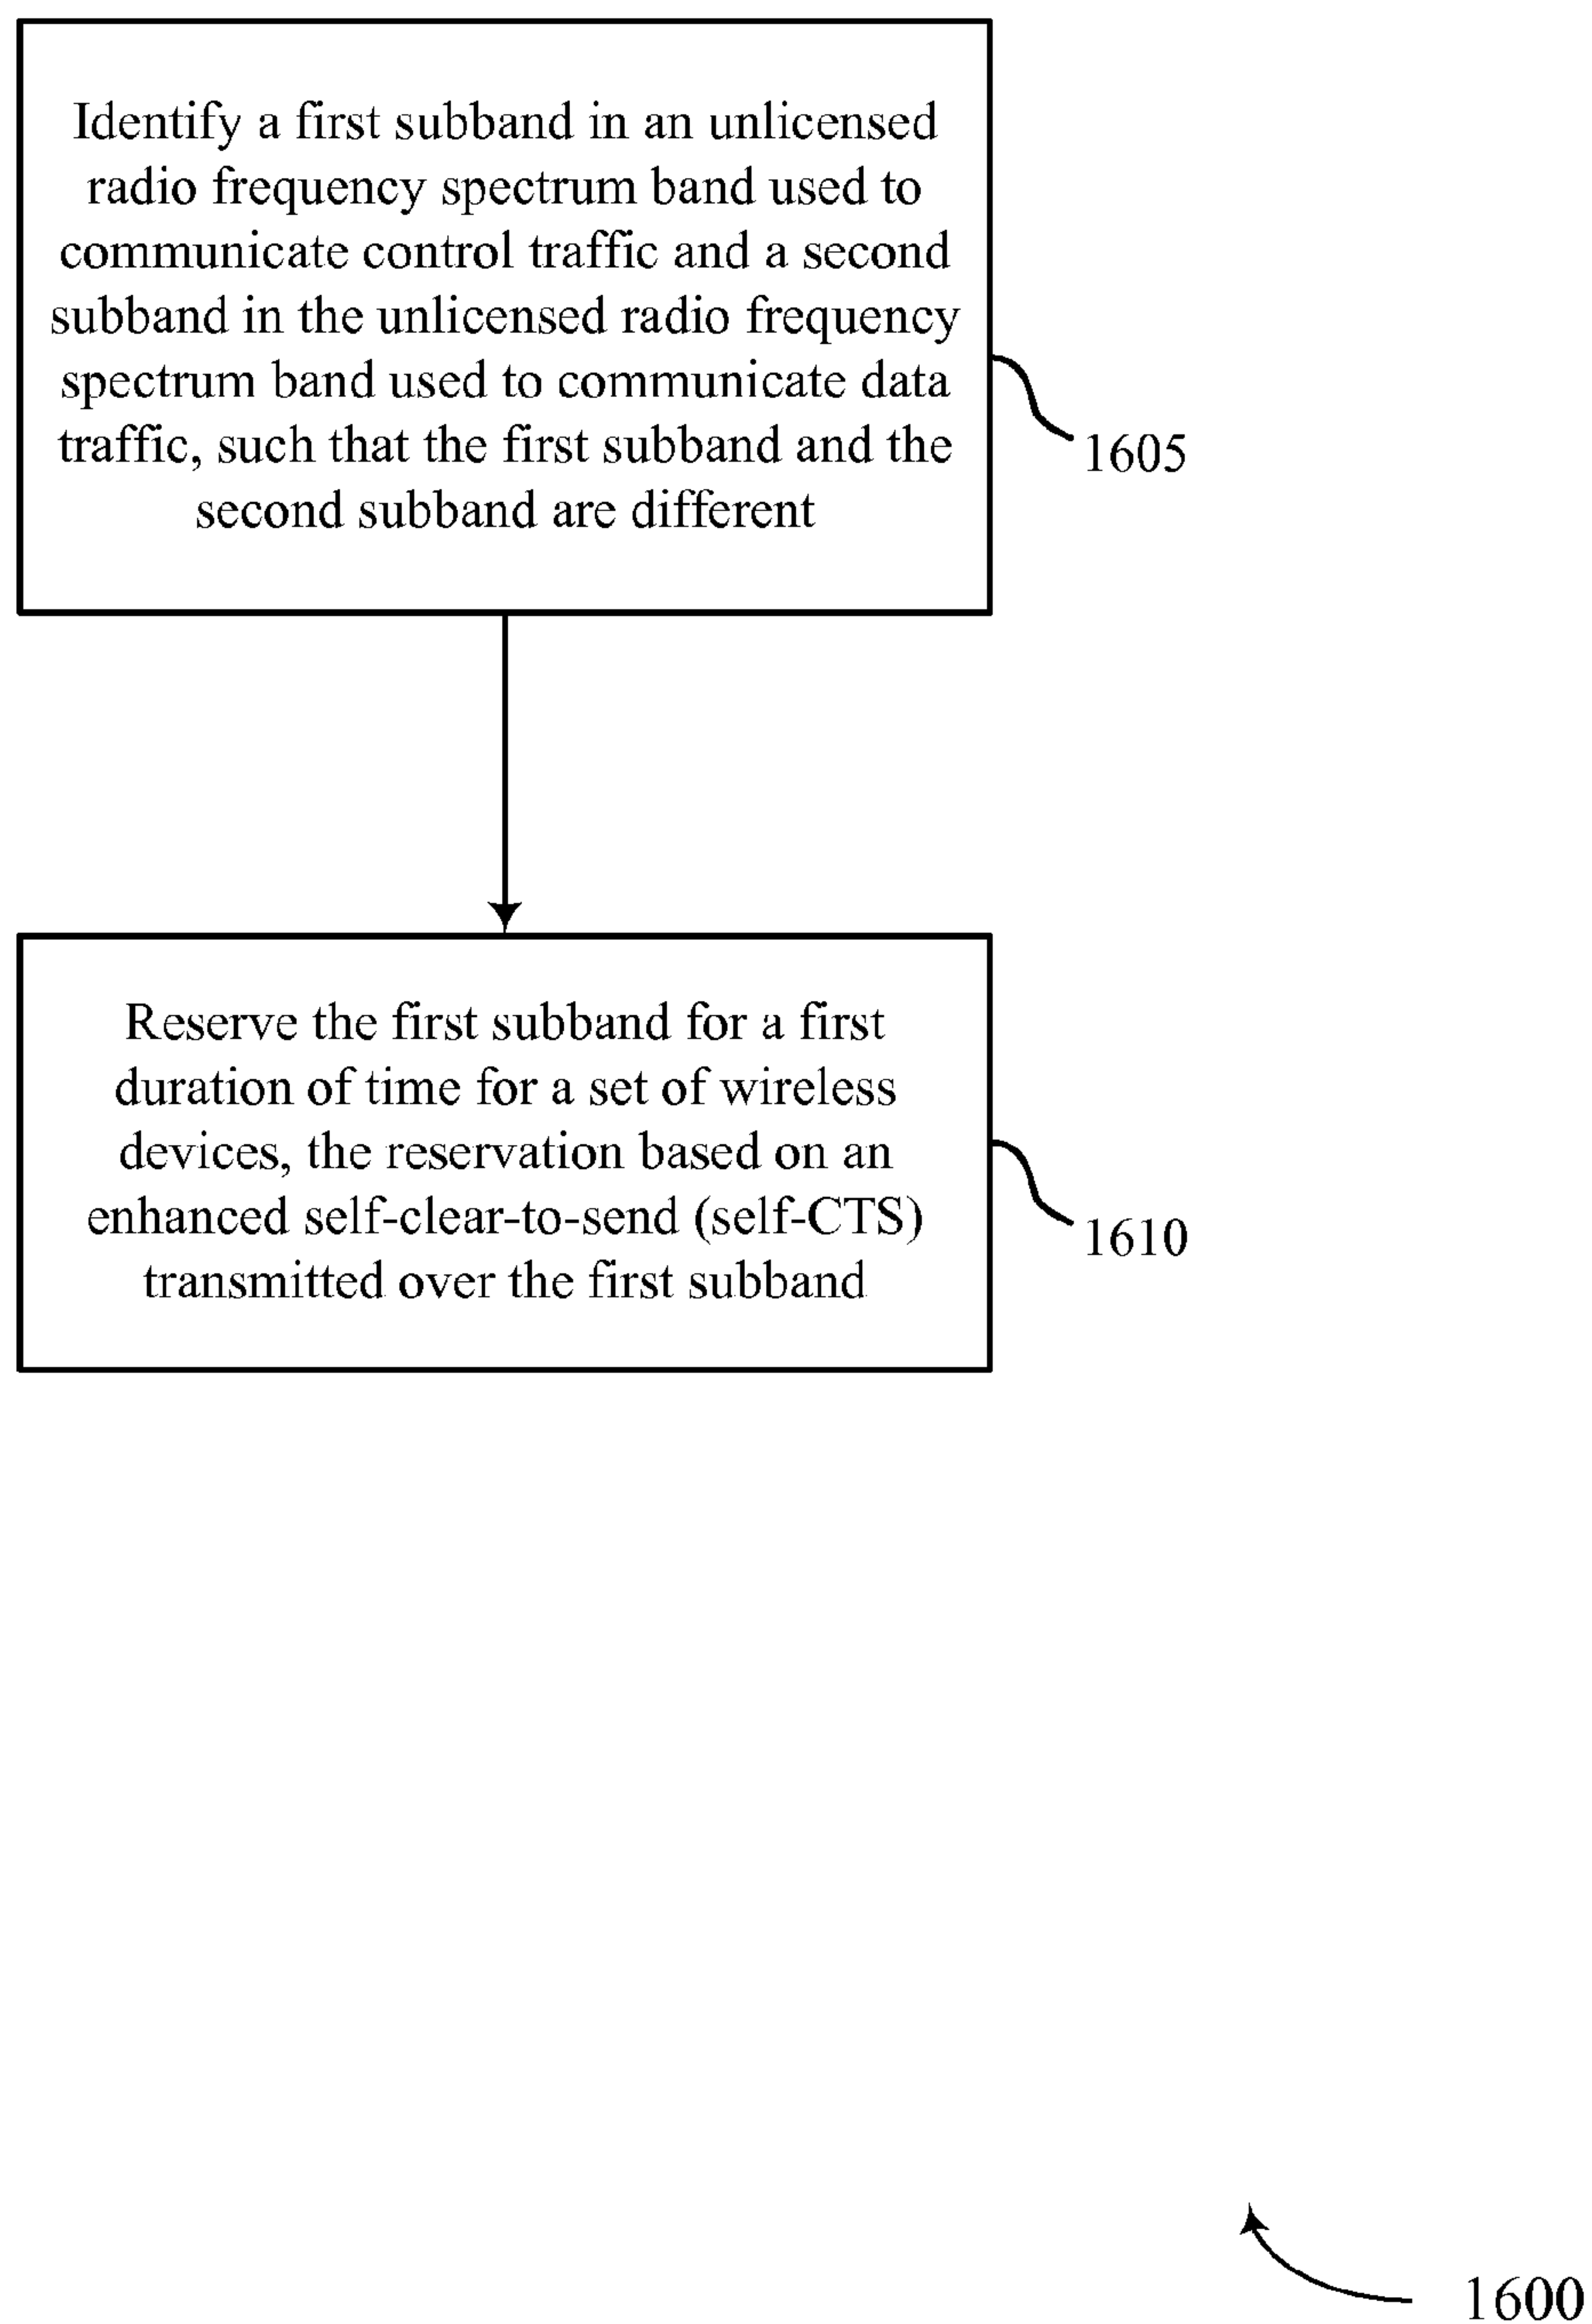 Identify a first subband in an unlicensed
radio frequency spectrum band used to
communicate control traffic and a second
subband in the unlicensed radio frequency
spectrum band used to communicate data
traffic, such that the first subband and the
second subband are different
1605
Reserve the first subband for a first
duration of time for a set of wireless
devices, the reservation based on an
enhanced self-clear-to-send (self-CTS)
transmitted over the first subband
1610
1600